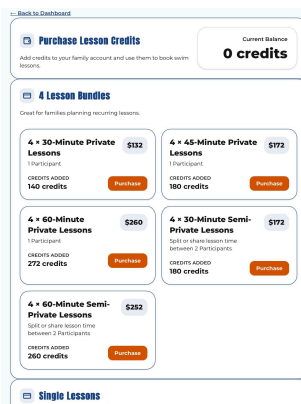 ← Back to Dashboard
Purchase Lesson Credits
Add credits to your family account and use them to book swim
lessons.
Current Balance
0 credits
4 Lesson Bundles
Great for families planning recurring lessons.
4 × 30-Minute Private
Lessons
$132
1 Participant
CREDITS ADDED
140 credits
Purchase
4 × 45-Minute Private
Lessons
$172
1 Participant
CREDITS ADDED
180 credits
Purchase
4 × 60-Minute
Private Lessons
$260
1 Participant
CREDITS ADDED
272 credits
Purchase
4 × 30-Minute Semi-
Private Lessons
$172
Split or share lesson time
between 2 Participants
CREDITS ADDED
180 credits
Purchase
4 × 60-Minute Semi-
Private Lessons
$252
Split or share lesson time
between 2 Participants
CREDITS ADDED
260 credits
Purchase
Single Lessons